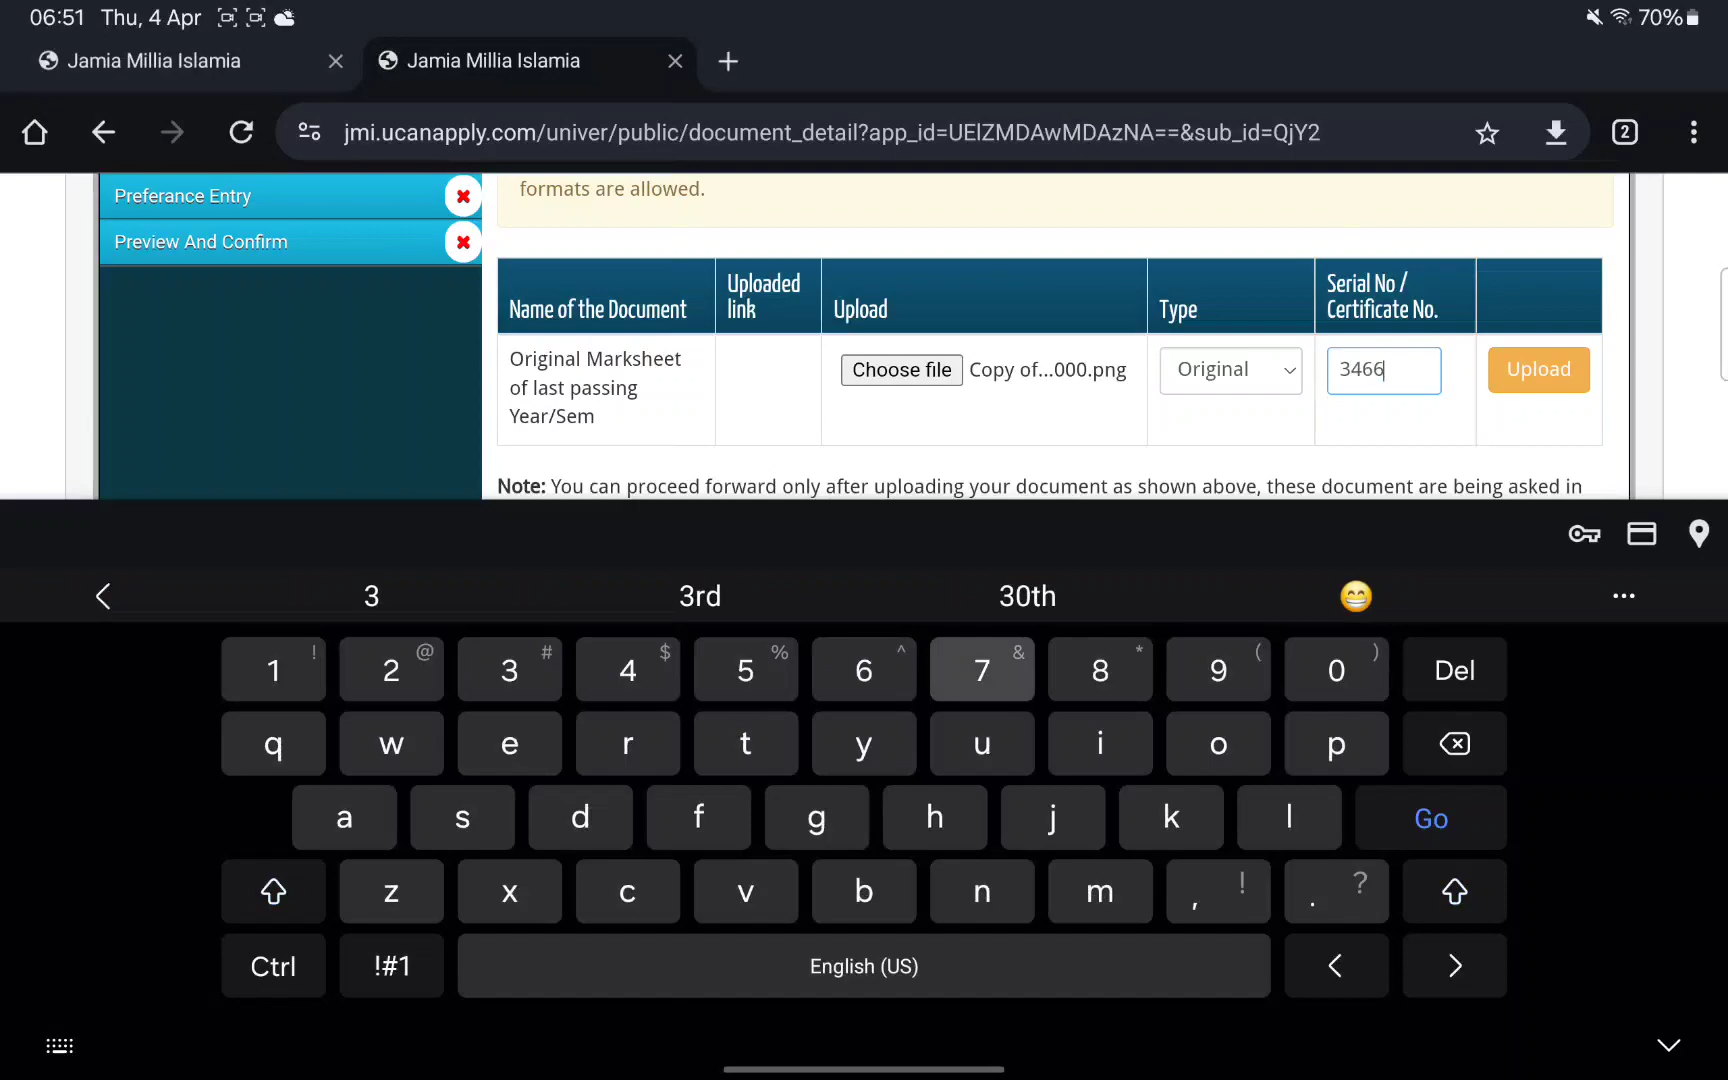 06:51 Thu, 4 Apr 70%
Jamia Millia Islamia Jamia Millia Islamia
jmi.ucanapply.com/univer/public/document_detail?app_id=UElZMDAwMDAzNA==&sub_id=QjY2 2
Preferance Entry
Preview And Confirm
formats are allowed.
Name of the Document
Uploaded
link
Upload
Type
Serial No /
Certificate No.
Original Marksheet
of last passing
Year/Sem
Choose file Copy of...000.png
Original
3466
Upload
Note: You can proceed forward only after uploading your document as shown above, these document are being asked in
3 3rd 30th 😁 ...
1 ! 2 @ 3 # 4 $ 5 % 6 ^ 7 & 8 * 9 ( 0 ) Del
q w e r t y u i o p
a s d f g h j k l Go
z x c v b n m , ! . ?
Ctrl !#1 English (US) < >